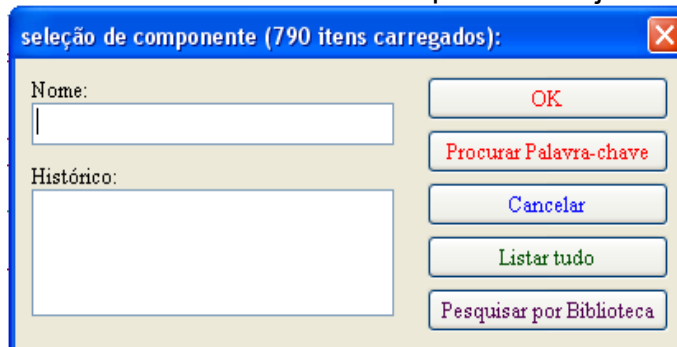 seleção de componente (790 itens carregados):
Nome:
Histórico:
OK
Procurar Palavra-chave
Cancelar
Listar tudo
Pesquisar por Biblioteca